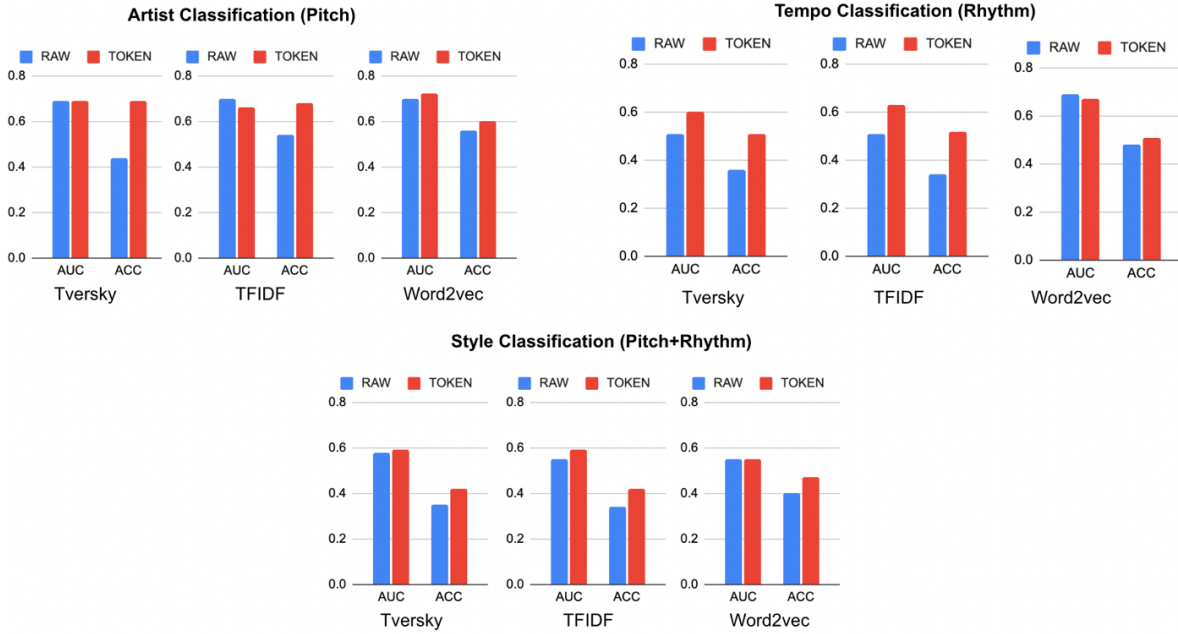 Artist Classification (Pitch)
RAW TOKEN RAW TOKEN RAW TOKEN
0.8 0.8 0.8
0.6 0.6 0.6
0.4 0.4 0.4
0.2 0.2 0.2
0.0 0.0 0.0
AUC ACC AUC ACC AUC ACC
Tversky TFIDF Word2vec
Tempo Classification (Rhythm)
RAW TOKEN RAW TOKEN RAW TOKEN
0.8 0.8 0.8
0.6 0.6 0.6
0.4 0.4 0.4
0.2 0.2 0.2
0.0 0.0 0.0
AUC ACC AUC ACC AUC ACC
Tversky TFIDF Word2vec
Style Classification (Pitch+Rhythm)
RAW TOKEN RAW TOKEN RAW TOKEN
0.8 0.8 0.8
0.6 0.6 0.6
0.4 0.4 0.4
0.2 0.2 0.2
0.0 0.0 0.0
AUC ACC AUC ACC AUC ACC
Tversky TFIDF Word2vec